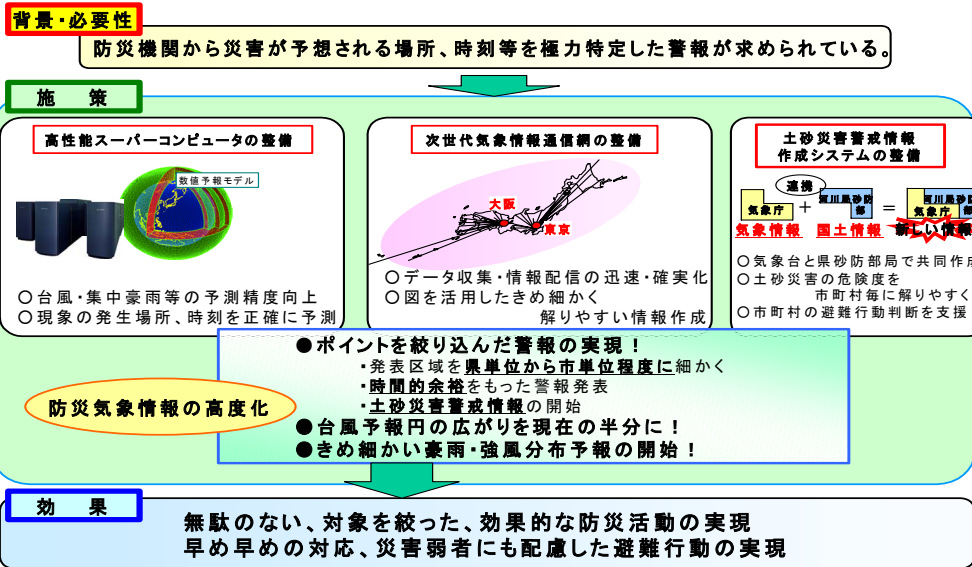 背景・必要性
防災機関から災害が予想される場所、時刻等を極力特定した警報が求められている。
施　策
高性能スーパーコンピュータの整備
数値予報モデル
○台風・集中豪雨等の予測精度向上
○現象の発生場所、時刻を正確に予測
次世代気象情報通信網の整備
大阪
東京
○データ収集・情報配信の迅速・確実化
○図を活用したきめ細かく
解りやすい情報作成
土砂災害警戒情報
作成システムの整備
連携
気象庁
+
河川局砂防部
=
河川局砂防
気象庁 部
気象情報
国土情報
新しい情報
○気象台と県砂防部局で共同作成
○土砂災害の危険度を
市町村毎に解りやすく
○市町村の避難行動判断を支援
●ポイントを絞り込んだ警報の実現！
・発表区域を県単位から市単位程度に細かく
・時間的余裕をもった警報発表
・土砂災害警戒情報の開始
●台風予報円の広がりを現在の半分に！
●きめ細かい豪雨・強風分布予報の開始！
防災気象情報の高度化
効　果
無駄のない、対象を絞った、効果的な防災活動の実現
早め早めの対応、災害弱者にも配慮した避難行動の実現